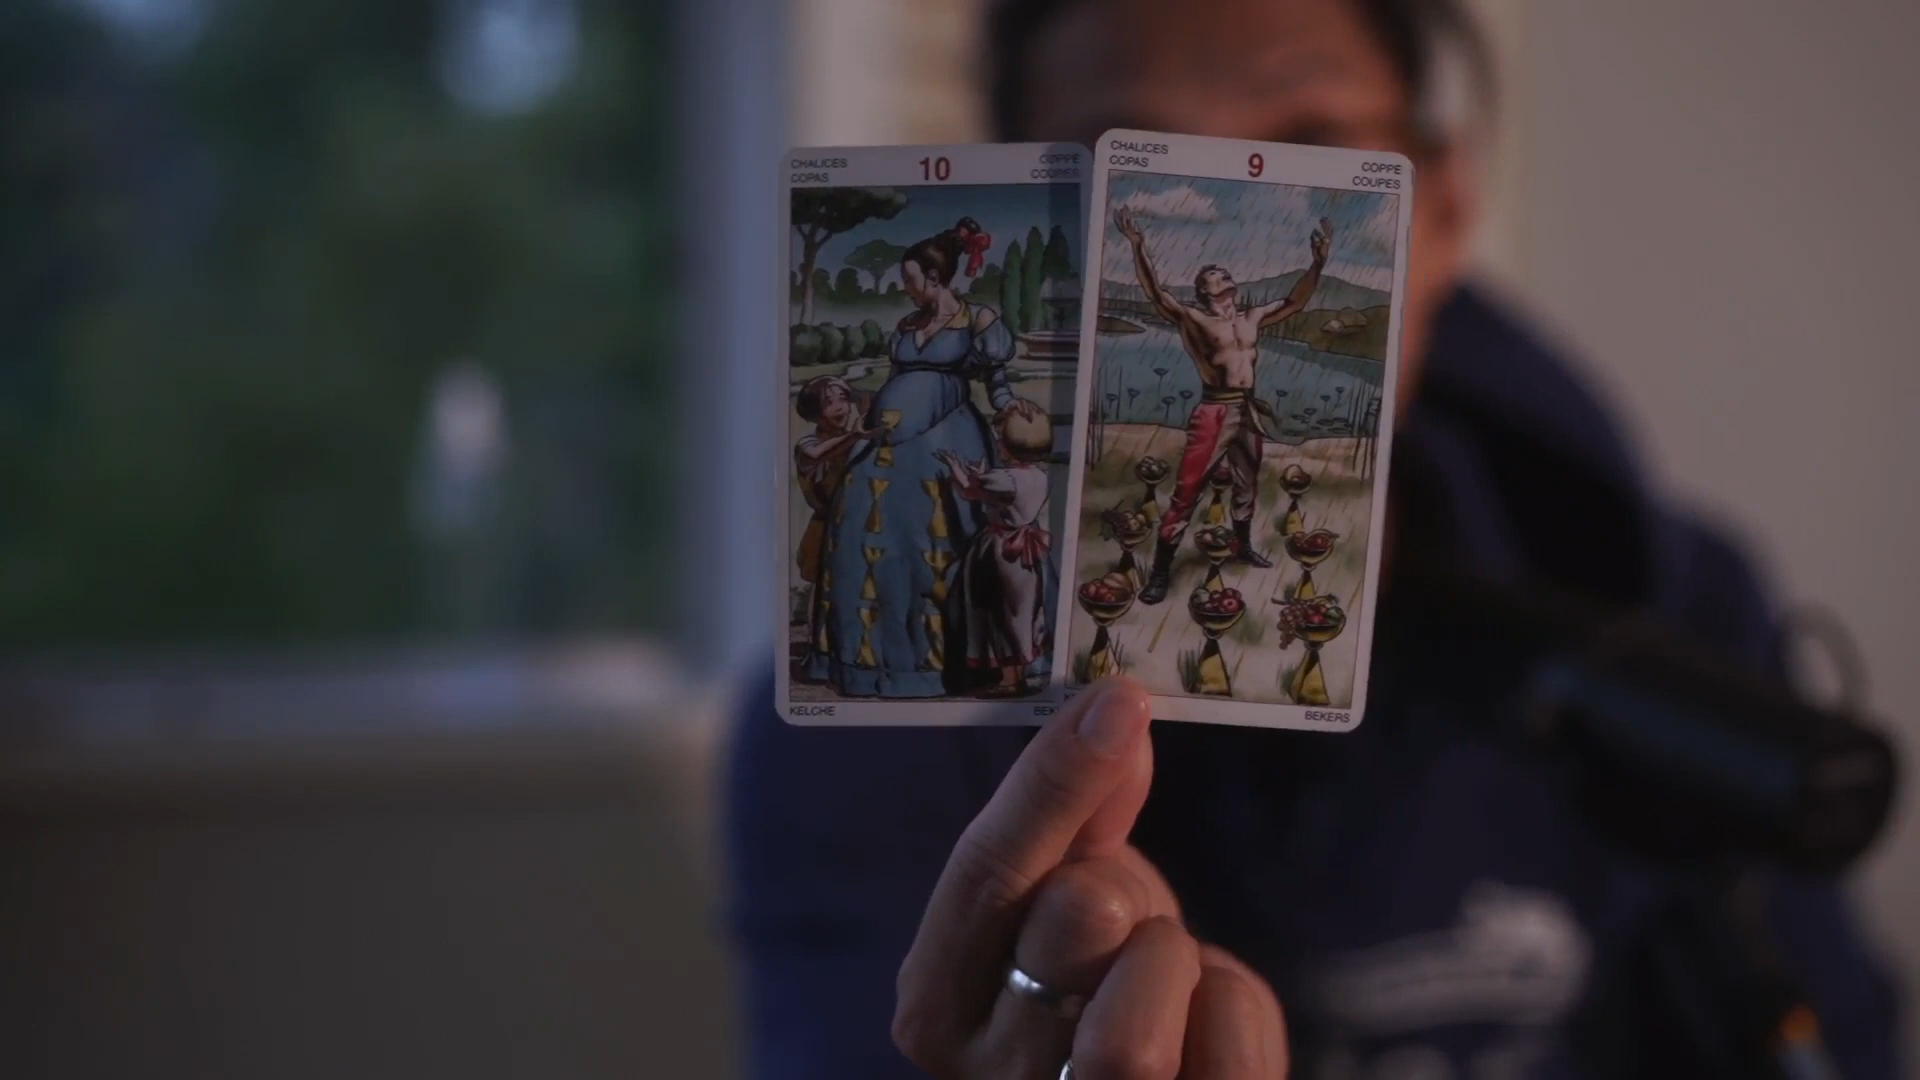 CHALICES
COPAS
10
COPPE
COUPES
KELCHE
CHALICES
COPAS
9
COPPE
COUPES
BEKERS